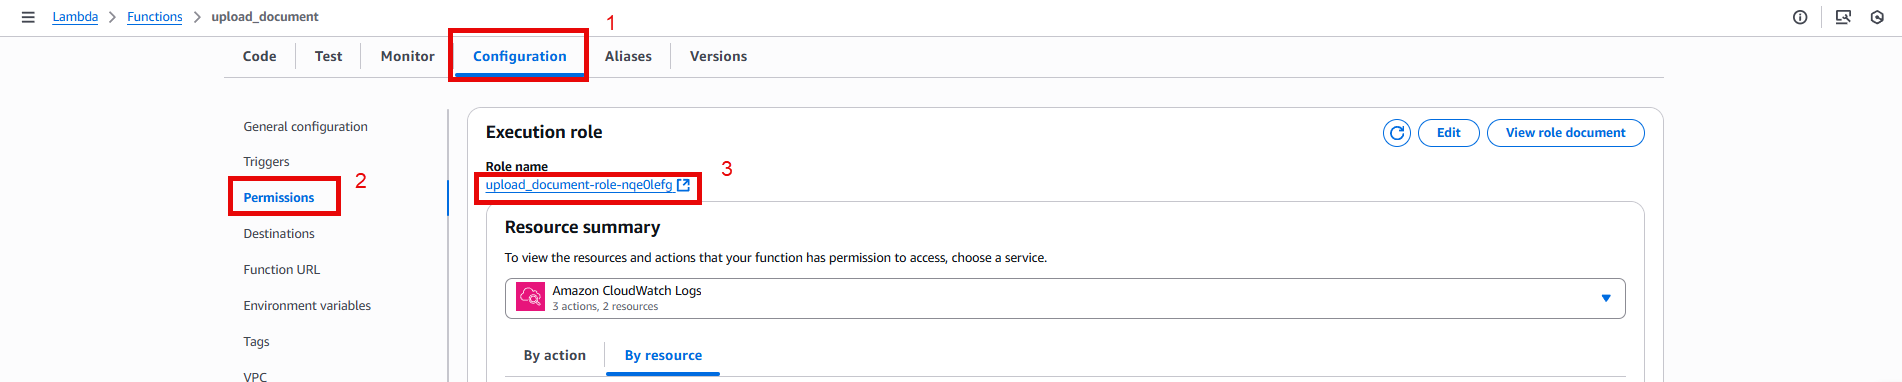 Lambda > Functions > upload_document
1
Code Test Monitor Configuration Aliases Versions
General configuration
Triggers
Permissions
2
Destinations
Function URL
Environment variables
Tags
VPC
Execution role
Edit
View role document
Role name
3
upload_document-role-nqe0lefg
Resource summary
To view the resources and actions that your function has permission to access, choose a service.
Amazon CloudWatch Logs
3 actions, 2 resources
By action By resource